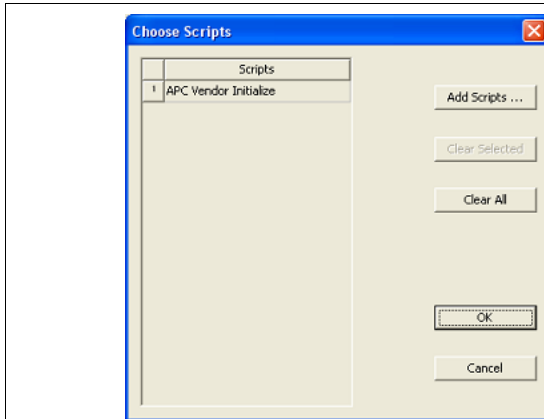 Choose Scripts
Scripts
1 APC Vendor Initialize
Add Scripts ...
Clear Selected
Clear All
OK
Cancel